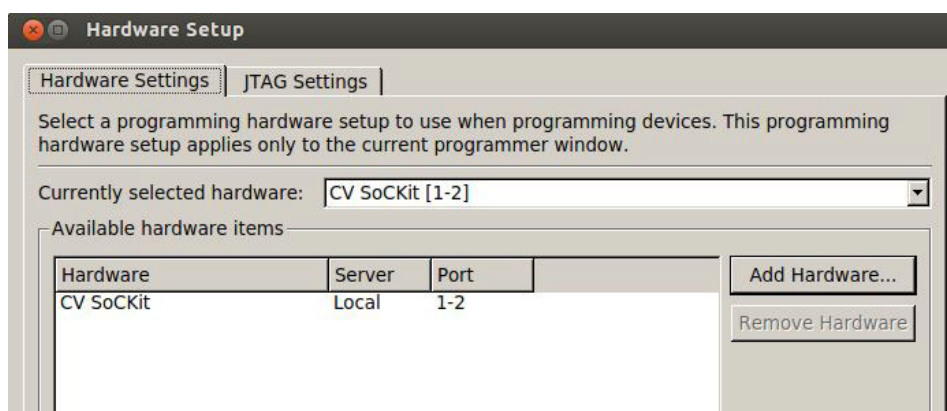 Hardware Setup
Hardware Settings
JTAG Settings
Select a programming hardware setup to use when programming devices. This programming
hardware setup applies only to the current programmer window.
Currently selected hardware: CV SoCKit [1-2]
Available hardware items
Hardware Server Port
Add Hardware...
CV SoCKit Local 1-2
Remove Hardware